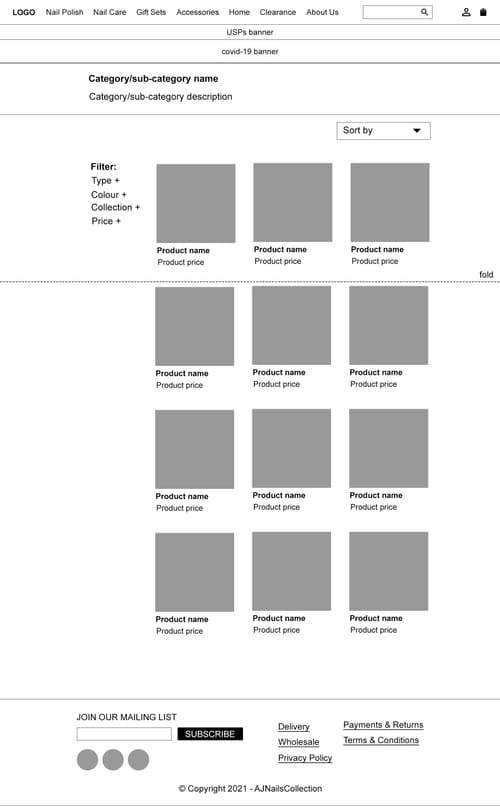 LOGO Nail Polish Nail Care Gift Sets Accessories Home Clearance About Us
USPs banner
covid-19 banner
Category/sub-category name
Category/sub-category description
Sort by
Filter:
Type +
Colour +
Collection +
Price +
Product name Product name Product name
Product price Product price Product price
fold
Product name Product name Product name
Product price Product price Product price
Product name Product name Product name
Product price Product price Product price
Product name Product name Product name
Product price Product price Product price
JOIN OUR MAILING LIST
SUBSCRIBE
Delivery
Wholesale
Privacy Policy
Payments & Returns
Terms & Conditions
© Copyright 2021 - AJNailsCollection